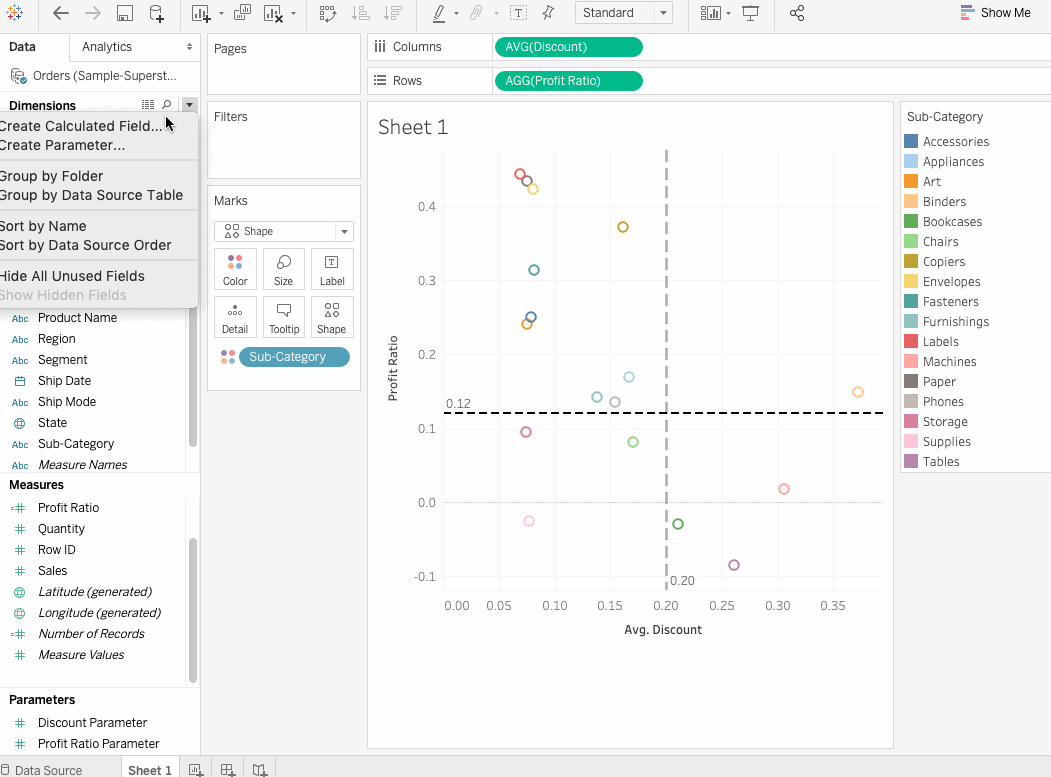 Standard
Show Me
Data
Analytics
Orders (Sample-Superst...
Dimensions
Create Calculated Field...
Create Parameter...
Group by Folder
Group by Data Source Table
Sort by Name
Sort by Data Source Order
Hide All Unused Fields
Show Hidden Fields
Abc Product Name
Abc Region
Abc Segment
Ship Date
Abc Ship Mode
State
Abc Sub-Category
Abc Measure Names
Measures
Profit Ratio
Quantity
Row ID
Sales
Latitude (generated)
Longitude (generated)
Number of Records
Measure Values
Parameters
Discount Parameter
Profit Ratio Parameter
Pages
Filters
Marks
Shape
Color
Size
Label
Detail
Tooltip
Shape
Sub-Category
Columns
AVG(Discount)
Rows
AGG(Profit Ratio)
Sheet 1
Profit Ratio
0.4
0.3
0.2
0.12
0.1
0.0
-0.1
0.20
0.00 0.05 0.10 0.15 0.20 0.25 0.30 0.35
Avg. Discount
Sub-Category
Accessories
Appliances
Art
Binders
Bookcases
Chairs
Copiers
Envelopes
Fasteners
Furnishings
Labels
Machines
Paper
Phones
Storage
Supplies
Tables
Data Source
Sheet 1